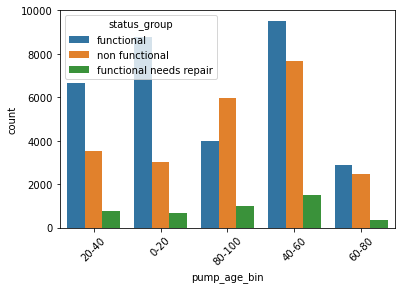 status_group
functional
non functional
functional needs repair
10000
8000
6000
4000
2000
0
count
20-40
0-20
80-100
40-60
60-80
pump_age_bin